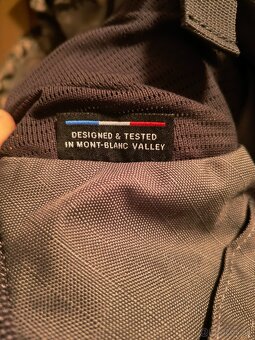 DESIGNED & TESTED
IN MONT-BLANC VALLEY